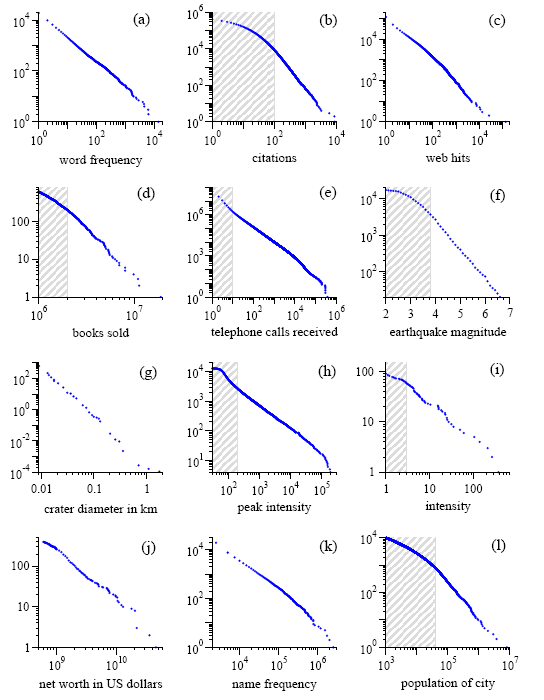 (a) (b) (c)
10^4 10^2 10^0
10^6 10^4 10^2 10^0
10^4 10^2 10^0
10^0 10^2 10^4
10^0 10^2 10^4
10^0 10^2 10^4
word frequency citations web hits
(d) (e) (f)
100 10 1
10^6 10^3 10^0
10^4 10^3 10^2
10^6 10^7
10^0 10^2 10^4 10^6
2 3 4 5 6 7
books sold telephone calls received earthquake magnitude
(g) (h) (i)
10^2 10^0 10^-2 10^-4
10^4 10^3 10^2 10^1
100 10 1
0.01 0.1 1
10^2 10^3 10^4 10^5
1 10 100
crater diameter in km peak intensity intensity
(j) (k) (l)
100 10 1
10^4 10^2 10^0
10^4 10^2 10^0
10^9 10^10
10^4 10^5 10^6
10^3 10^4 10^5 10^6 10^7
net worth in US dollars name frequency population of city